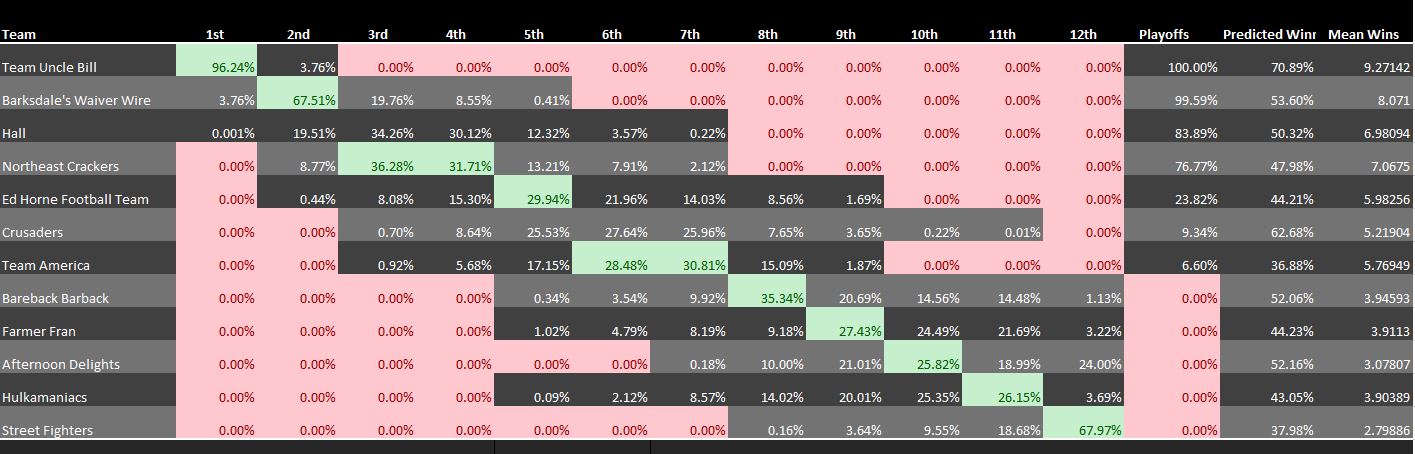 Team 1st 2nd 3rd 4th 5th 6th 7th 8th 9th 10th 11th 12th Playoffs Predicted Winr Mean Wins
Team Uncle Bill 96.24% 3.76% 0.00% 0.00% 0.00% 0.00% 0.00% 0.00% 0.00% 0.00% 0.00% 0.00% 100.00% 70.89% 9.27142
Barksdale's Waiver Wire 3.76% 67.51% 19.76% 8.55% 0.41% 0.00% 0.00% 0.00% 0.00% 0.00% 0.00% 0.00% 99.59% 53.60% 8.071
Hall 0.001% 19.51% 34.26% 30.12% 12.32% 3.57% 0.22% 0.00% 0.00% 0.00% 0.00% 0.00% 83.89% 50.32% 6.98094
Northeast Crackers 0.00% 8.77% 36.28% 31.71% 13.21% 7.91% 2.12% 0.00% 0.00% 0.00% 0.00% 0.00% 76.77% 47.98% 7.0675
Ed Horne Football Team 0.00% 0.44% 8.08% 15.30% 29.94% 21.96% 14.03% 8.56% 1.69% 0.00% 0.00% 0.00% 23.82% 44.21% 5.98256
Crusaders 0.00% 0.00% 0.70% 8.64% 25.53% 27.64% 25.96% 7.65% 3.65% 0.22% 0.01% 0.00% 9.34% 62.68% 5.21904
Team America 0.00% 0.00% 0.92% 5.68% 17.15% 28.48% 30.81% 15.09% 1.87% 0.00% 0.00% 0.00% 6.60% 36.88% 5.76949
Bareback Barback 0.00% 0.00% 0.00% 0.00% 0.34% 3.54% 9.92% 35.34% 20.69% 14.56% 14.48% 1.13% 0.00% 52.06% 3.94593
Farmer Fran 0.00% 0.00% 0.00% 0.00% 1.02% 4.79% 8.19% 9.18% 27.43% 24.49% 21.69% 3.22% 0.00% 44.23% 3.9113
Afternoon Delights 0.00% 0.00% 0.00% 0.00% 0.00% 0.00% 0.18% 10.00% 21.01% 25.82% 18.99% 24.00% 0.00% 52.16% 3.07807
Hulkamaniacs 0.00% 0.00% 0.00% 0.00% 0.09% 2.12% 8.57% 14.02% 20.01% 25.35% 26.15% 3.69% 0.00% 43.05% 3.90389
Street Fighters 0.00% 0.00% 0.00% 0.00% 0.00% 0.00% 0.00% 0.16% 3.64% 9.55% 18.68% 67.97% 0.00% 37.98% 2.79886